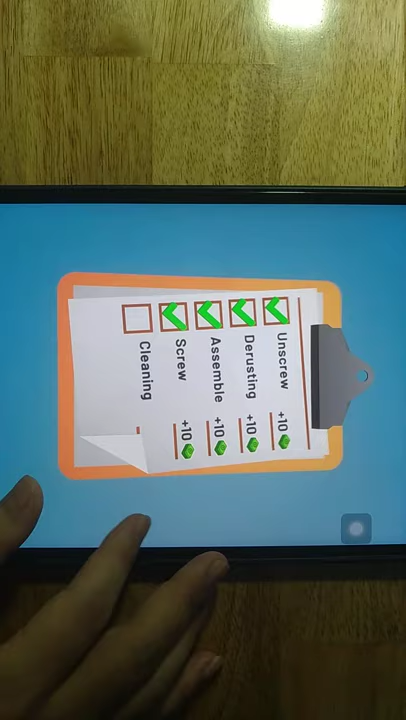 Unscrew +10
Derusting +10
Assemble +10
Screw +10
Cleaning